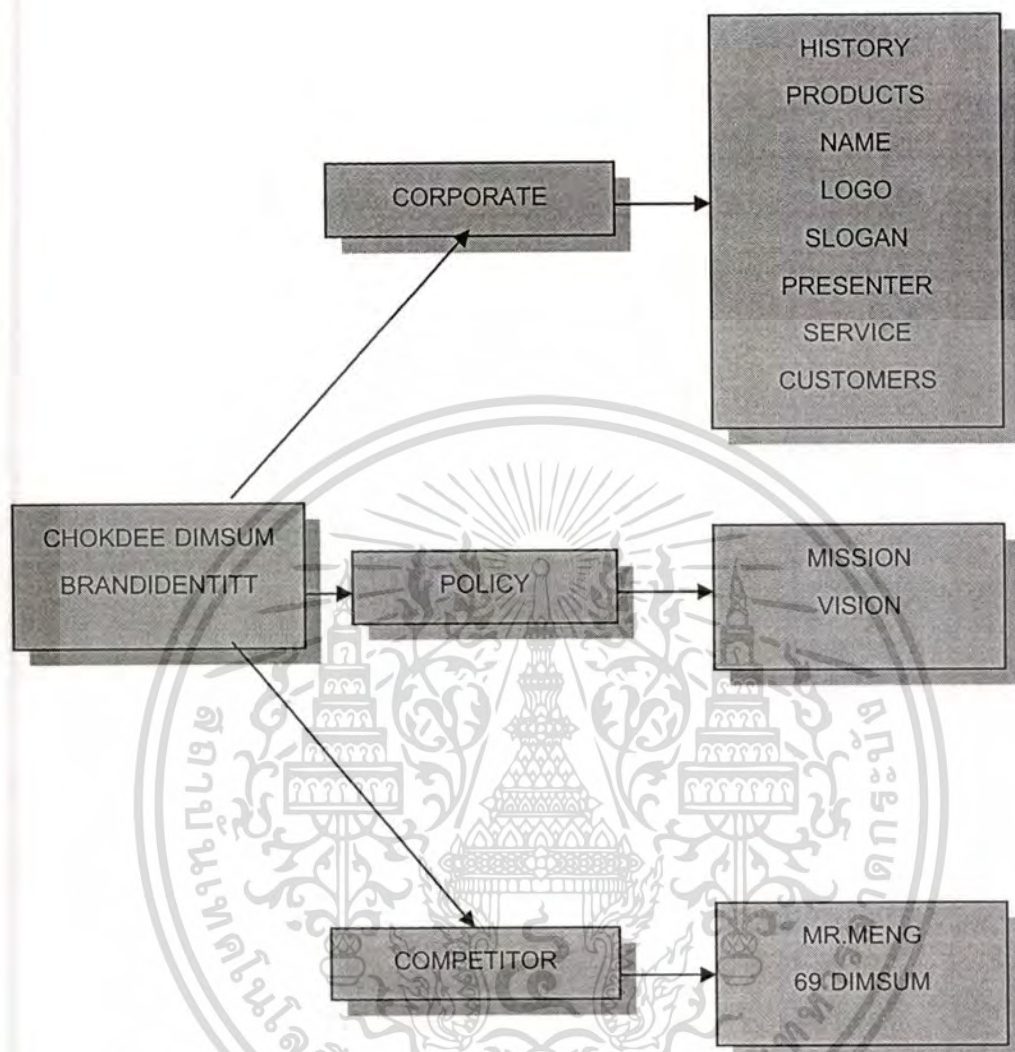 HISTORY
PRODUCTS
NAME
LOGO
SLOGAN
PRESENTER
SERVICE
CUSTOMERS
CORPORATE
CHOKDEE DIMSUM
BRANDIDENTITT
POLICY
MISSION
VISION
COMPETITOR
MR.MENG
69 DIMSUM